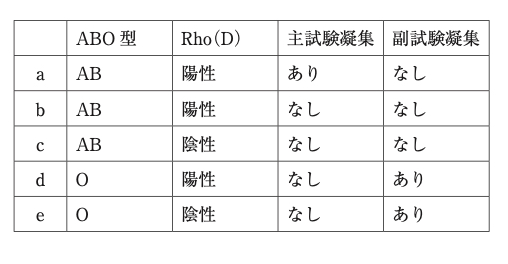 ABO 型 Rho(D) 主試験凝集 副試験凝集
a AB 陽性 あり なし
b AB 陽性 なし なし
c AB 陰性 なし なし
d O 陽性 なし あり
e O 陰性 なし あり